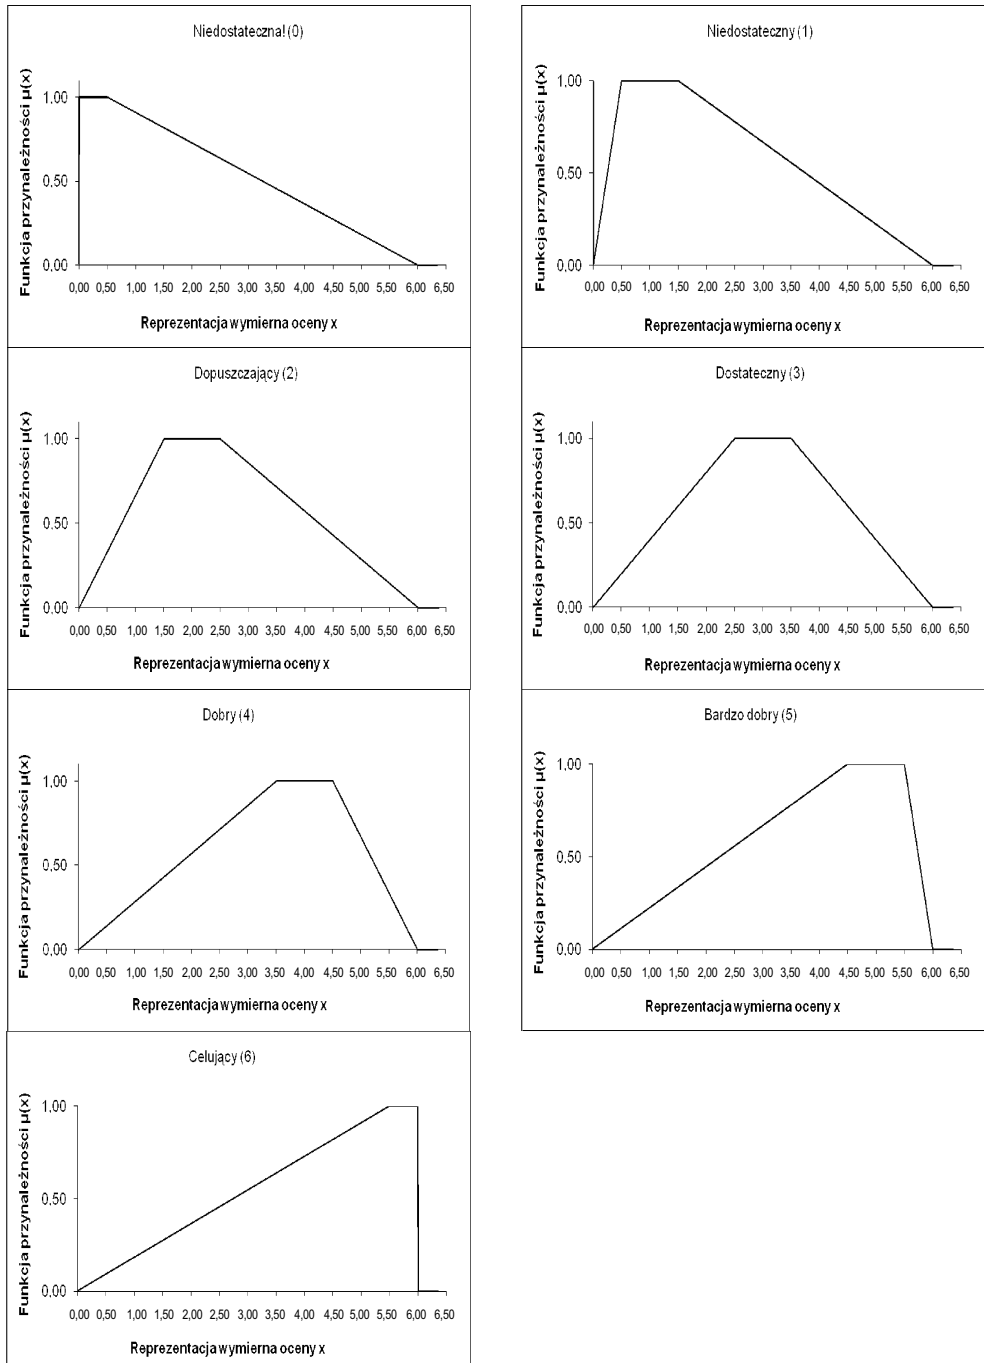 Niedostateczna! (0)
Funkcja przynależności µ(x)
1.00
0.50
0.00
0,00 0,50 1,00 1,50 2,00 2,50 3,00 3,50 4,00 4,50 5,00 5,50 6,00 6,50
Reprezentacja wymierna oceny x
Niedostateczny (1)
Funkcja przynależności µ(x)
1.00
0.50
0.00
0,00 0,50 1,00 1,50 2,00 2,50 3,00 3,50 4,00 4,50 5,00 5,50 6,00 6,50
Reprezentacja wymierna oceny x
Dopuszczający (2)
Funkcja przynależności µ(x)
1.00
0.50
0.00
0,00 0,50 1,00 1,50 2,00 2,50 3,00 3,50 4,00 4,50 5,00 5,50 6,00 6,50
Reprezentacja wymierna oceny x
Dostateczny (3)
Funkcja przynależności µ(x)
1.00
0.50
0.00
0,00 0,50 1,00 1,50 2,00 2,50 3,00 3,50 4,00 4,50 5,00 5,50 6,00 6,50
Reprezentacja wymierna oceny x
Dobry (4)
Funkcja przynależności µ(x)
1.00
0.50
0.00
0,00 0,50 1,00 1,50 2,00 2,50 3,00 3,50 4,00 4,50 5,00 5,50 6,00 6,50
Reprezentacja wymierna oceny x
Bardzo dobry (5)
Funkcja przynależności µ(x)
1.00
0.50
0.00
0,00 0,50 1,00 1,50 2,00 2,50 3,00 3,50 4,00 4,50 5,00 5,50 6,00 6,50
Reprezentacja wymierna oceny x
Celujący (6)
Funkcja przynależności µ(x)
1,00
0.50
0.00
0,00 0,50 1,00 1,50 2,00 2,50 3,00 3,50 4,00 4,50 5,00 5,50 6,00 6,50
Reprezentacja wymierna oceny x